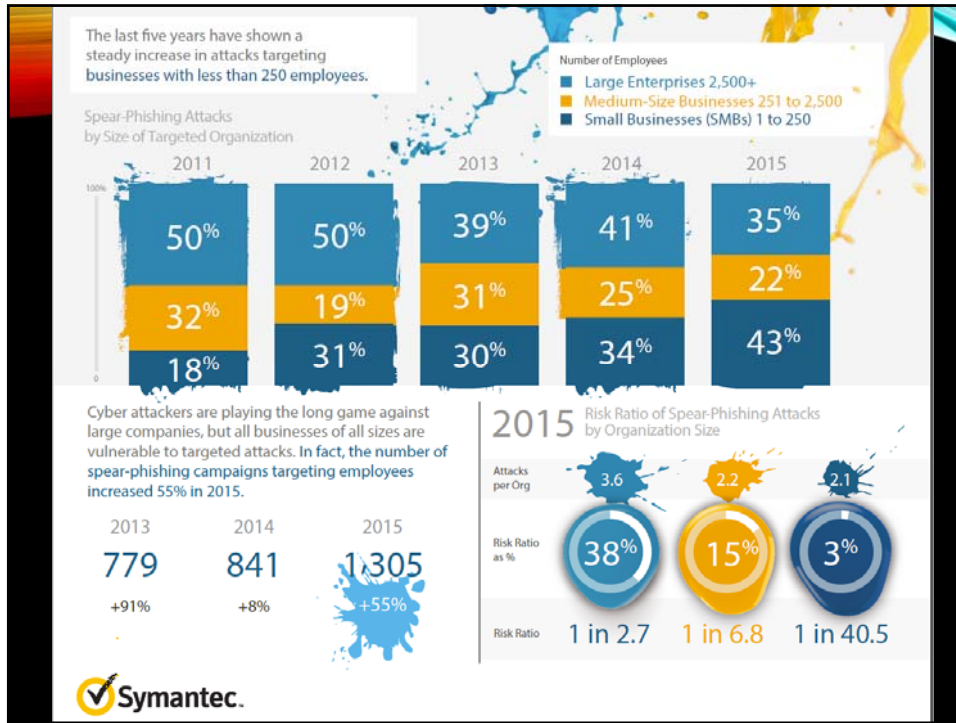 The last five years have shown a
steady increase in attacks targeting
businesses with less than 250 employees.
Number of Employees
Large Enterprises 2,500+
Medium-Size Businesses 251 to 2,500
Small Businesses (SMBs) 1 to 250
Spear-Phishing Attacks
by Size of Targeted Organization
2011 2012 2013 2014 2015
100%
50% 50% 39% 41% 35%
32% 19% 31% 25% 22%
18% 31% 30% 34% 43%
0
Cyber attackers are playing the long game against
large companies, but all businesses of all sizes are
vulnerable to targeted attacks. In fact, the number of
spear-phishing campaigns targeting employees
increased 55% in 2015.
2013 2014 2015
779 841 1,305
+91% +8% +55%
2015 Risk Ratio of Spear-Phishing Attacks
by Organization Size
Attacks
per Org
3.6 2.2 2.1
Risk Ratio
as %
38% 15% 3%
Risk Ratio 1 in 2.7 1 in 6.8 1 in 40.5
Symantec™